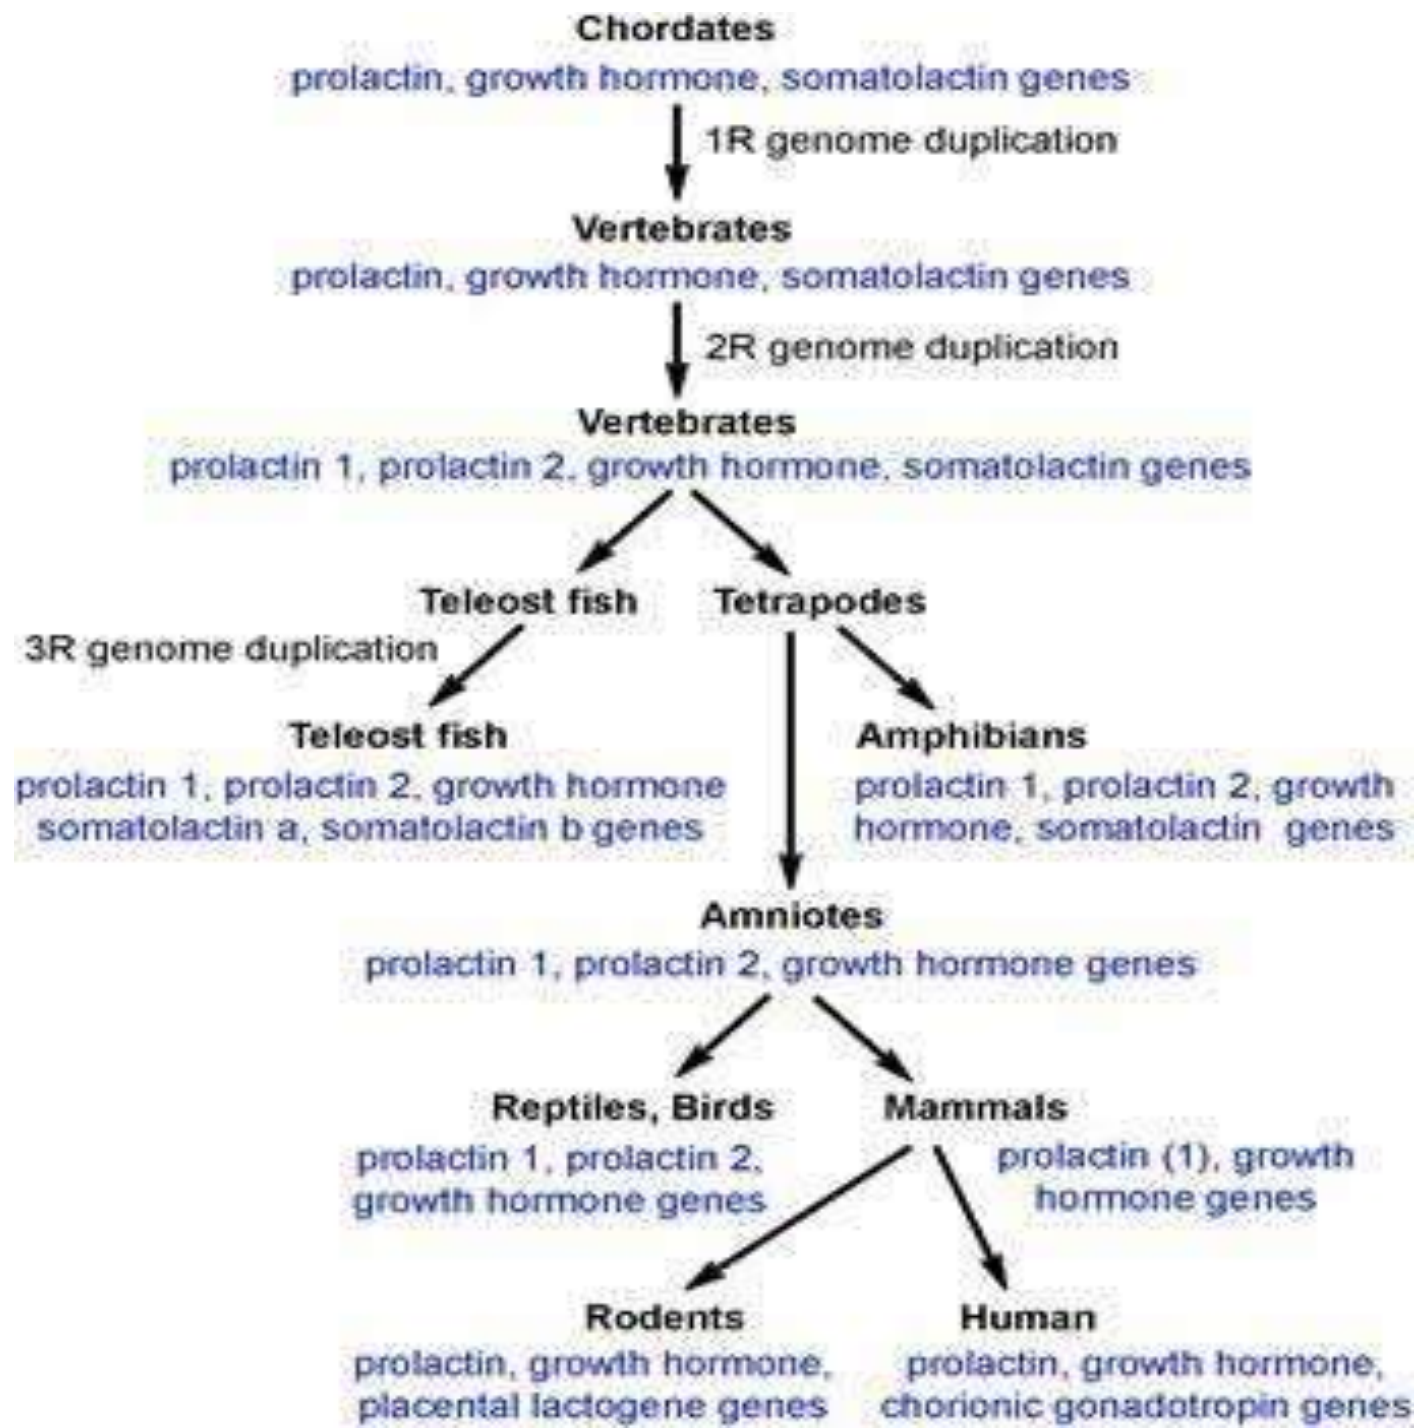 Chordates
prolactin, growth hormone, somatolactin genes
1R genome duplication
Vertebrates
prolactin, growth hormone, somatolactin genes
2R genome duplication
Vertebrates
prolactin 1, prolactin 2, growth hormone, somatolactin genes
Teleost fish
Tetrapodes
3R genome duplication
Teleost fish
prolactin 1, prolactin 2, growth hormone
somatolactin a, somatolactin b genes
Amphibians
prolactin 1, prolactin 2, growth
hormone, somatolactin genes
Amniotes
prolactin 1, prolactin 2, growth hormone genes
Reptiles, Birds
prolactin 1, prolactin 2,
growth hormone genes
Mammals
prolactin (1), growth
hormone genes
Rodents
prolactin, growth hormone,
placental lactogene genes
Human
prolactin, growth hormone,
chorionic gonadotropin genes